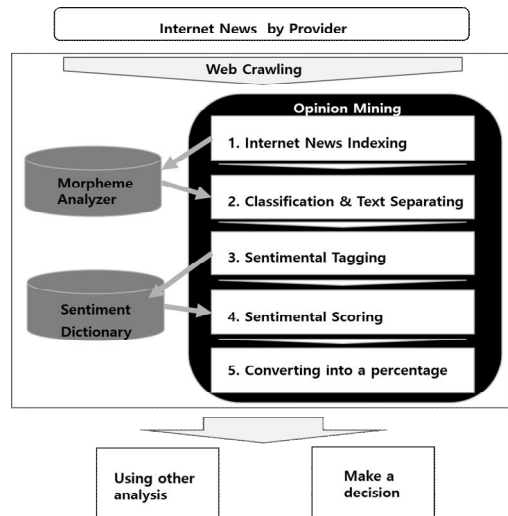 Internet News by Provider
Web Crawling
Opinion Mining
1. Internet News Indexing
Morpheme
Analyzer
2. Classification & Text Separating
3. Sentimental Tagging
Sentiment
Dictionary
4. Sentimental Scoring
5. Converting into a percentage
Using other
analysis
Make a
decision